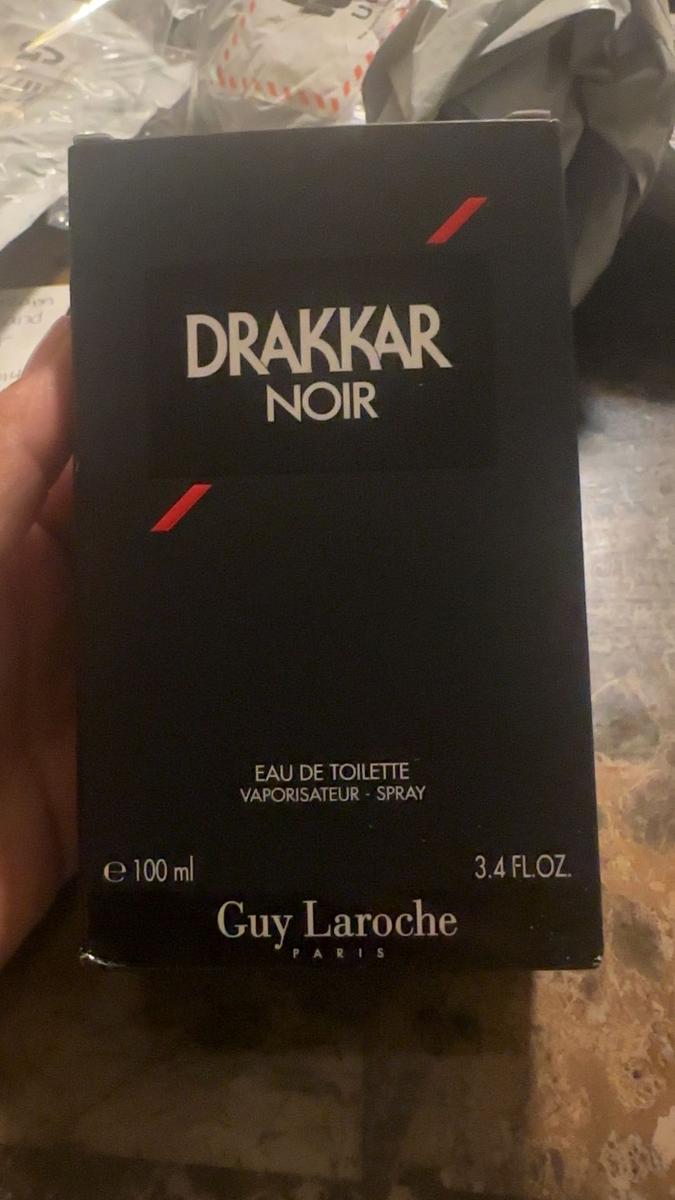 DRAKKAR
NOIR
EAU DE TOILETTE
VAPORISATEUR - SPRAY
℮ 100 ml
3.4 FL.OZ.
Guy Laroche
PARIS